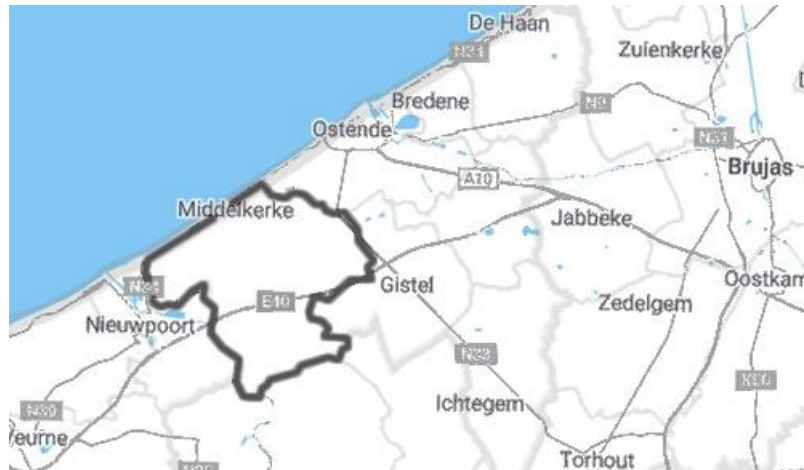 De Haan
N34
Zuienkerke
Bredene
N9
Ostende
N31
Brujas
A10
Middelkerke
Jabbeke
N34
E40
Gistel
Oostkam
Zedelgem
Nieuwpoort
N33
N50
N39
Ichtegem
eurne
Torhout